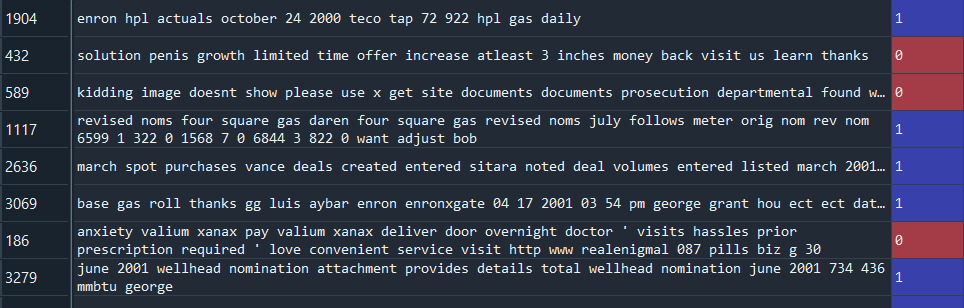 1904 enron hpl actuals october 24 2000 teco tap 72 922 hpl gas daily 1
432 solution penis growth limited time offer increase atleast 3 inches money back visit us learn thanks 0
589 kidding image doesnt show please use x get site documents documents prosecution departmental found w… 0
revised noms four square gas daren four square gas revised noms july follows meter orig nom rev nom
1117 6599 1 322 0 1568 7 0 6844 3 822 0 want adjust bob 1
2636 march spot purchases vance deals created entered sitara noted deal volumes entered listed march 2001… 1
3069 base gas roll thanks gg luis aybar enron enronxgate 04 17 2001 03 54 pm george grant hou ect ect dat… 1
anxiety valium xanax pay valium xanax deliver door overnight doctor ' visits hassles prior
186 prescription required ' love convenient service visit http www realenigmal 087 pills biz g 30 0
june 2001 wellhead nomination attachment provides details total wellhead nomination june 2001 734 436
3279 mmbtu george 1